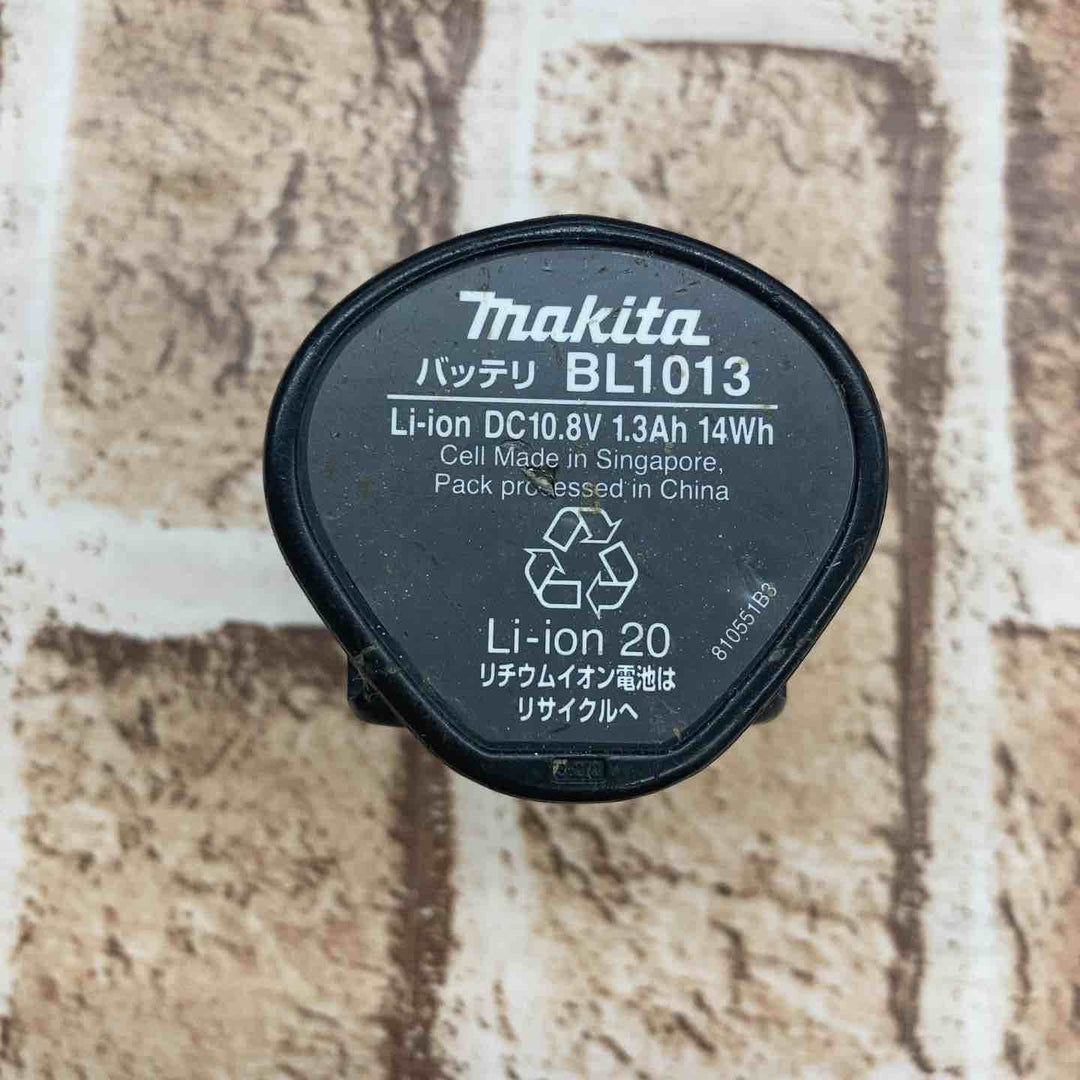 makita
バッテリ BL1013
Li-ion DC10.8V 1.3Ah 14Wh
Cell Made in Singapore,
Pack processed in China
Li-ion 20
リチウムイオン電池は
リサイクルへ
810551B3